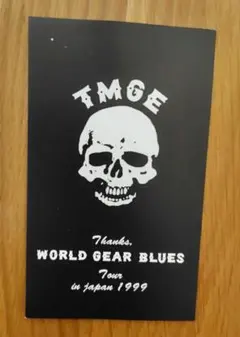 TMGE
Thanks,
WORLD GEAR BLUES
Tour
in japan 1999